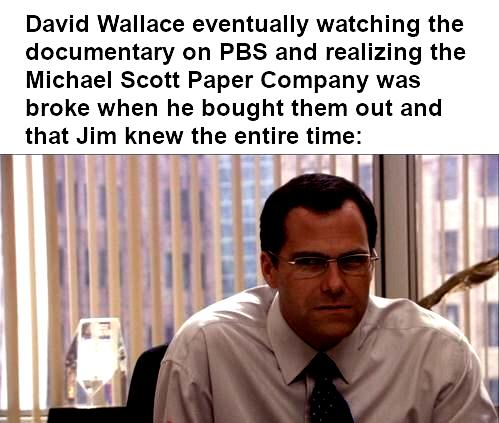 David Wallace eventually watching the
documentary on PBS and realizing the
Michael Scott Paper Company was
broke when he bought them out and
that Jim knew the entire time: